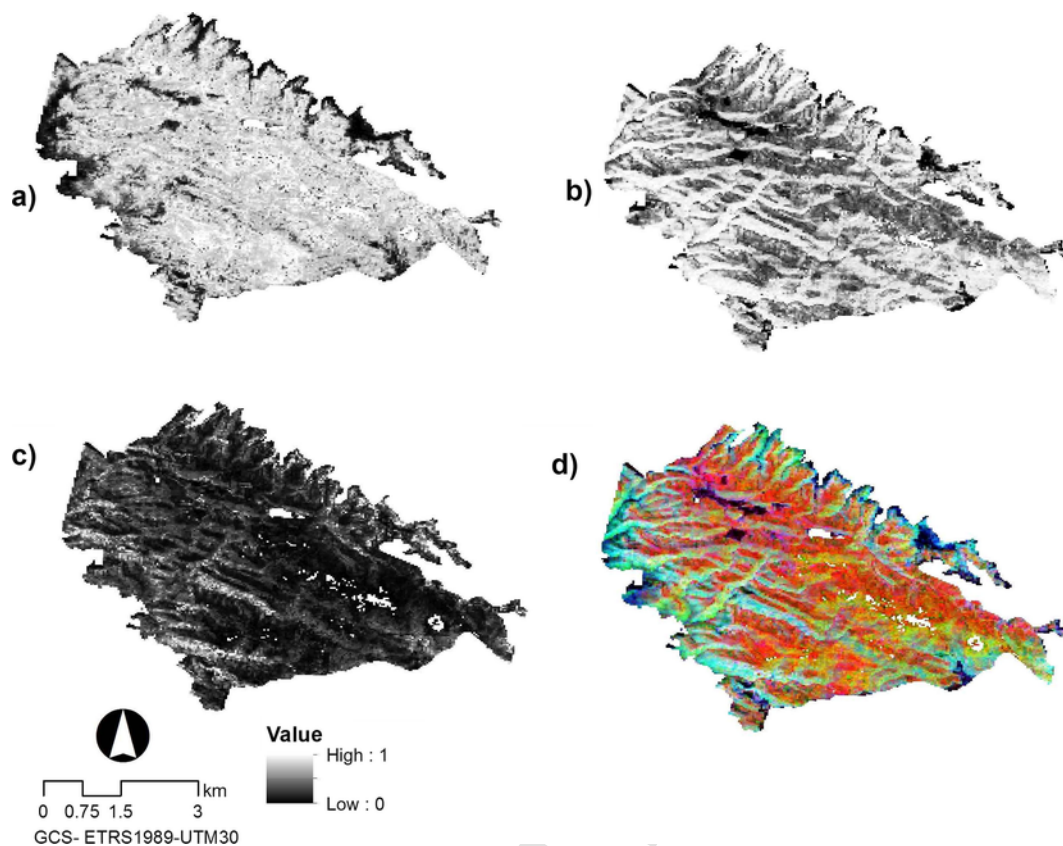 a)
b)
c)
d)
Value
High : 1
Low : 0
km
0 0.75 1.5 3
GCS- ETRS1989-UTM30